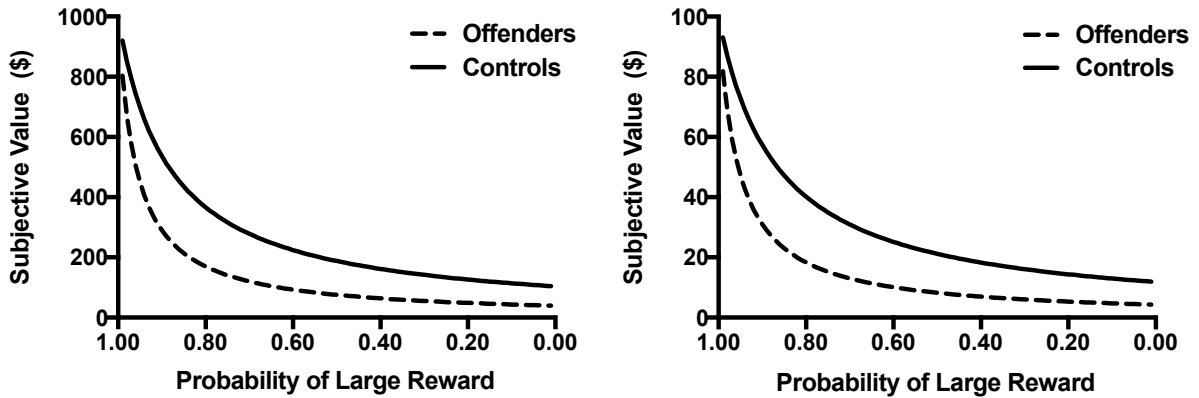 1000
800
600
400
200
0
Subjective Value ($)
Offenders
Controls
1.00 0.80 0.60 0.40 0.20 0.00
Probability of Large Reward
100
80
60
40
20
0
Subjective Value ($)
Offenders
Controls
1.00 0.80 0.60 0.40 0.20 0.00
Probability of Large Reward